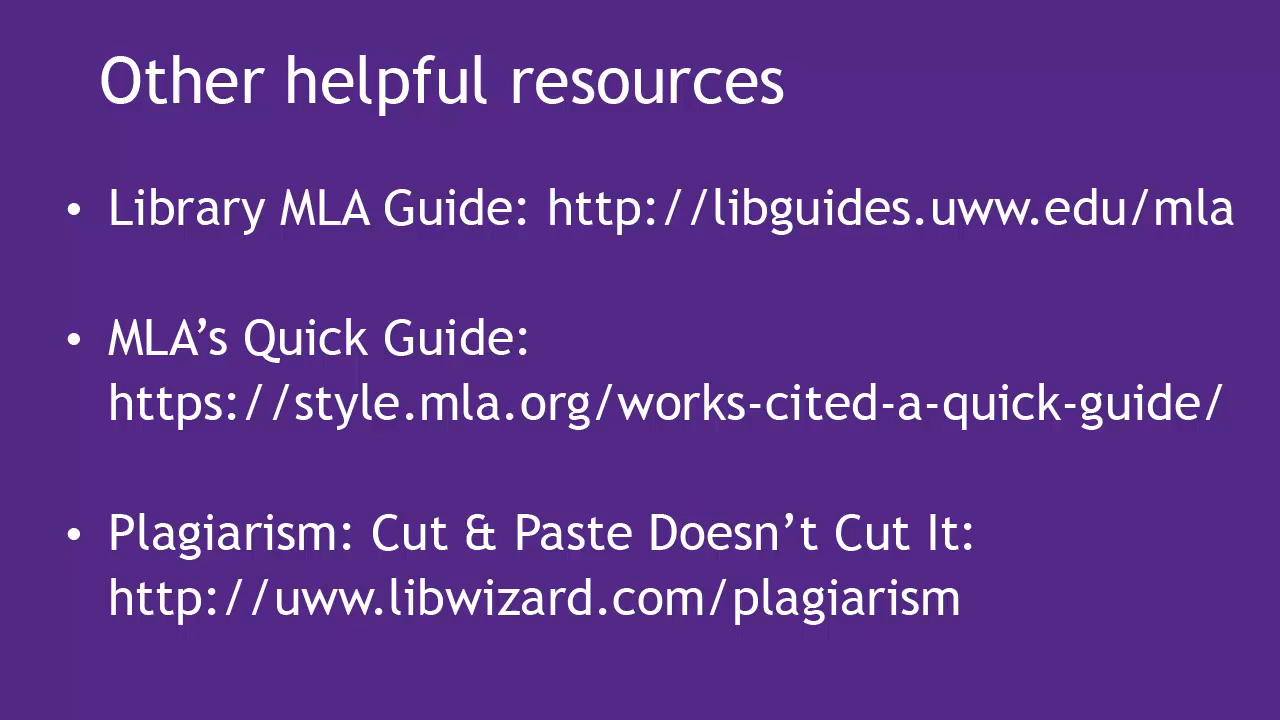 Other helpful resources
• Library MLA Guide: http://libguides.uww.edu/mla
• MLA’s Quick Guide:
https://style.mla.org/works-cited-a-quick-guide/
• Plagiarism: Cut & Paste Doesn’t Cut It:
http://uww.libwizard.com/plagiarism